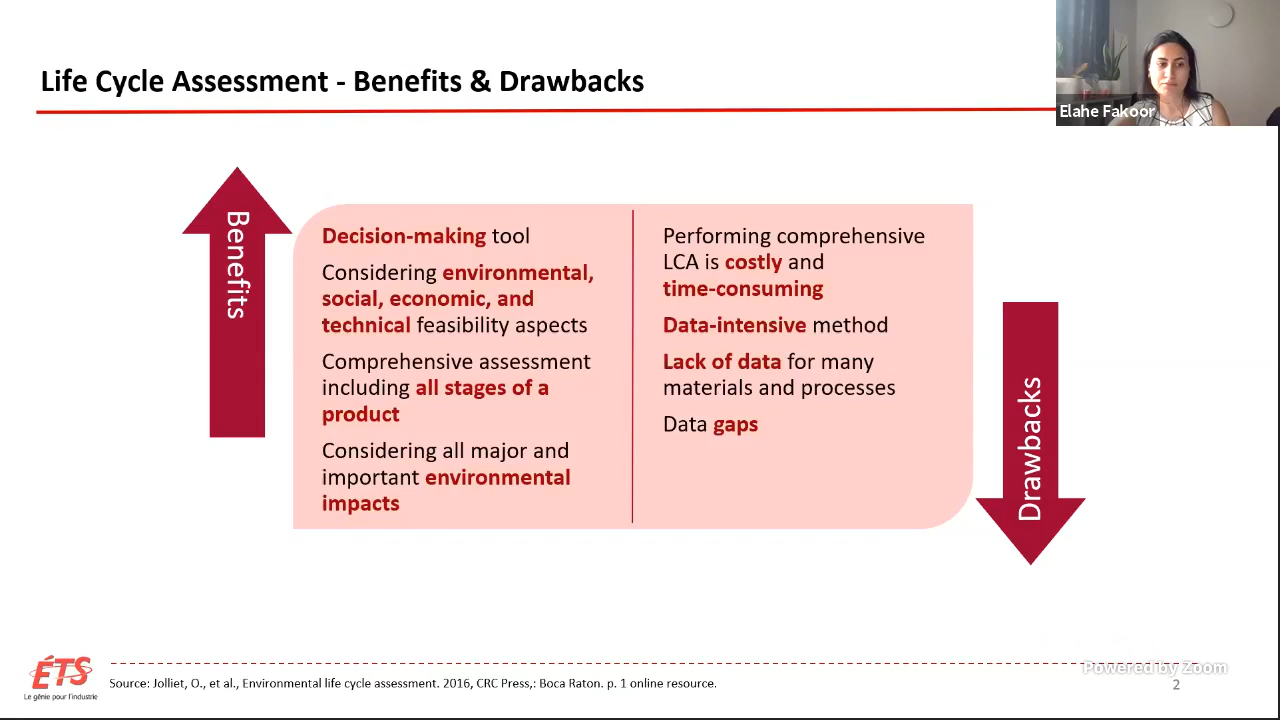 Life Cycle Assessment - Benefits & Drawbacks
Elahe Fakoor
Benefits
Decision-making tool
Considering environmental,
social, economic, and
technical feasibility aspects
Comprehensive assessment
including all stages of a
product
Considering all major and
important environmental
impacts
Performing comprehensive
LCA is costly and
time-consuming
Data-intensive method
Lack of data for many
materials and processes
Data gaps
Drawbacks
ÉTS
Le génie pour l'industrie
Source: Jolliet, O., et al., Environmental life cycle assessment. 2016, CRC Press,: Boca Raton. p. 1 online resource.
Powered by Zoom
2